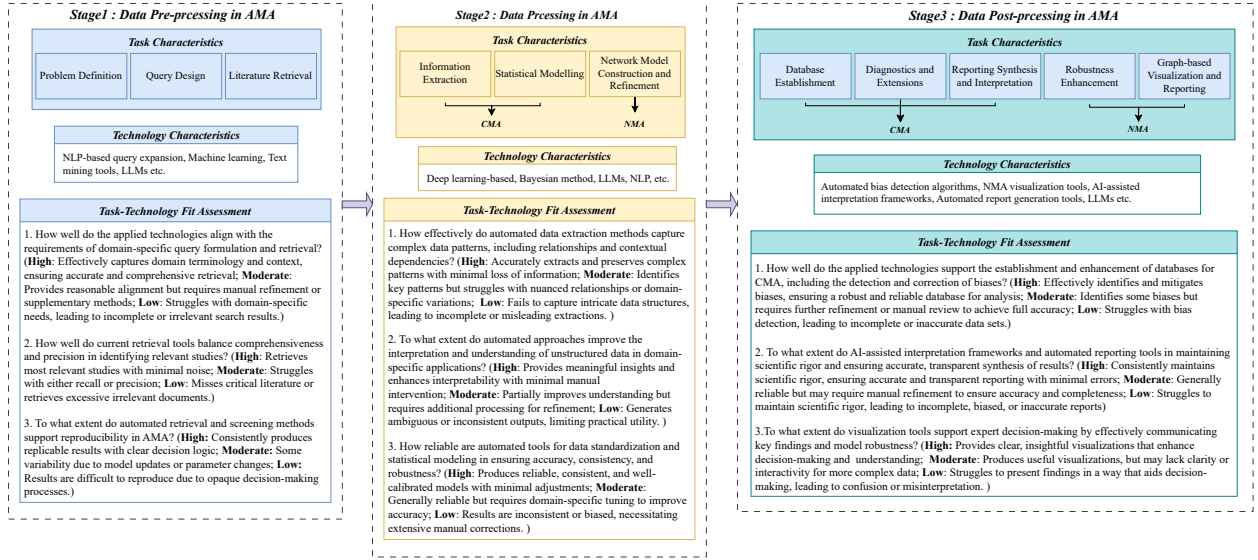 Stage1 : Data Pre-prcessing in AMA
Task Characteristics
Problem Definition
Query Design
Literature Retrieval
Technology Characteristics
NLP-based query expansion, Machine learning, Text
mining tools, LLMs etc.
Task-Technology Fit Assessment
1. How well do the applied technologies align with the
requirements of domain-specific query formulation and retrieval?
(High: Effectively captures domain terminology and context,
ensuring accurate and comprehensive retrieval; Moderate:
Provides reasonable alignment but requires manual refinement or
supplementary methods; Low: Struggles with domain-specific
needs, leading to incomplete or irrelevant search results.)
2. How well do current retrieval tools balance comprehensiveness
and precision in identifying relevant studies? (High: Retrieves
most relevant studies with minimal noise; Moderate: Struggles
with either recall or precision; Low: Misses critical literature or
retrieves excessive irrelevant documents.)
3. To what extent do automated retrieval and screening methods
support reproducibility in AMA? (High: Consistently produces
replicable results with clear decision logic; Moderate: Some
variability due to model updates or parameter changes; Low:
Results are difficult to reproduce due to opaque decision-making
processes.)
Stage2 : Data Prcessing in AMA
Task Characteristics
Information
Extraction
Statistical Modelling
Network Model
Construction and
Refinement
CMA
NMA
Technology Characteristics
Deep learning-based, Bayesian method, LLMs, NLP, etc.
Task-Technology Fit Assessment
1. How effectively do automated data extraction methods capture
complex data patterns, including relationships and contextual
dependencies? (High: Accurately extracts and preserves complex
patterns with minimal loss of information; Moderate: Identifies
key patterns but struggles with nuanced relationships or domain-
specific variations; Low: Fails to capture intricate data structures,
leading to incomplete or misleading extractions.)
2. To what extent do automated approaches improve the
interpretation and understanding of unstructured data in domain-
specific applications? (High: Provides meaningful insights and
enhances interpretability with minimal manual
intervention; Moderate: Partially improves understanding but
requires additional processing for refinement; Low: Generates
ambiguous or inconsistent outputs, limiting practical utility.)
3. How reliable are automated tools for data standardization and
statistical modeling in ensuring accuracy, consistency, and
robustness? (High: Produces reliable, consistent, and well-
calibrated models with minimal adjustments; Moderate:
Generally reliable but requires domain-specific tuning to improve
accuracy; Low: Results are inconsistent or biased, necessitating
extensive manual corrections. )
Stage3 : Data Post-prcessing in AMA
Task Characteristics
Database
Establishment
Diagnostics and
Extensions
Reporting Synthesis
and Interpretation
Robustness
Enhancement
Graph-based
Visualization and
Reporting
CMA
NMA
Technology Characteristics
Automated bias detection algorithms, NMA visualization tools, AI-assisted
interpretation frameworks, Automated report generation tools, LLMs etc.
Task-Technology Fit Assessment
1. How well do the applied technologies support the establishment and enhancement of databases for
CMA, including the detection and correction of biases? (High: Effectively identifies and mitigates
biases, ensuring a robust and reliable database for analysis; Moderate: Identifies some biases but
requires further refinement or manual review to achieve full accuracy; Low: Struggles with bias
detection, leading to incomplete or inaccurate data sets.)
2. To what extent do AI-assisted interpretation frameworks and automated reporting tools in maintaining
scientific rigor and ensuring accurate, transparent synthesis of results? (High: Consistently maintains
scientific rigor, ensuring accurate and transparent reporting with minimal errors; Moderate: Generally
reliable but may require manual refinement to ensure accuracy and completeness; Low: Struggles to
maintain scientific rigor, leading to incomplete, biased, or inaccurate reports)
3.To what extent do visualization tools support expert decision-making by effectively communicating
key findings and model robustness? (High: Provides clear, insightful visualizations that enhance
decision-making and understanding; Moderate: Produces useful visualizations, but may lack clarity or
interactivity for more complex data; Low: Struggles to present findings in a way that aids decision-
making, leading to confusion or misinterpretation. )